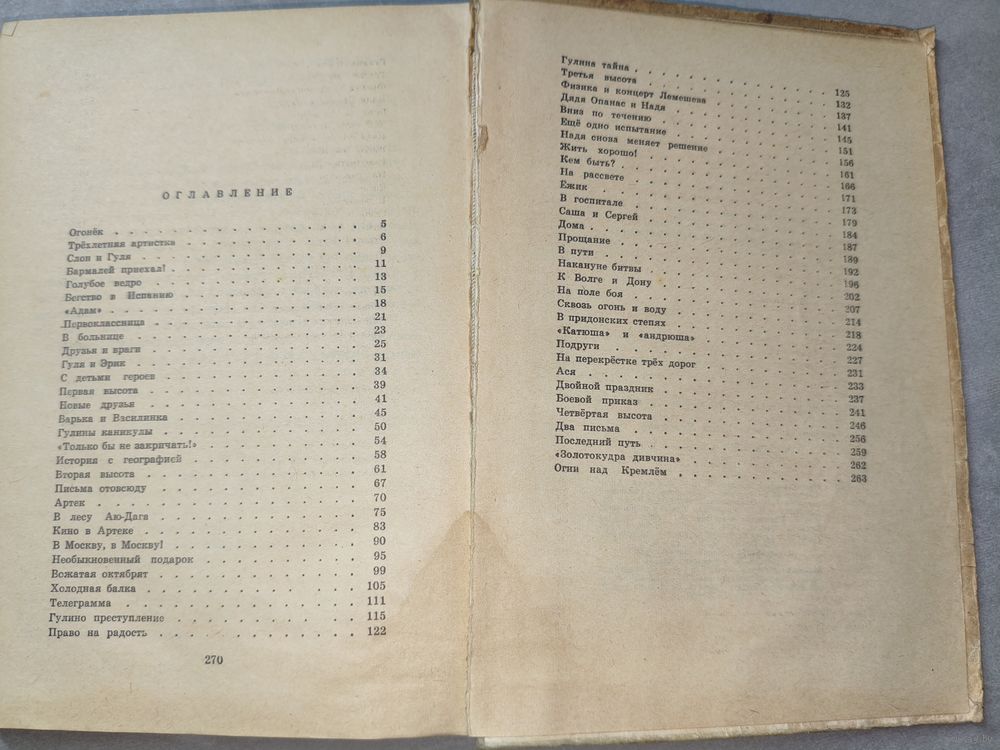 ОГЛАВЛЕНИЕ
Огонёк 5
Трёхлетняя артистка 6
Слон и Гуля 9
Бармалей приехал! 11
Голубое ведро 13
Бегство в Испанию 15
«Адам» 18
Первоклассница 21
В больнице 23
Друзья и враги 25
Гуля и Эрик 31
С детьми героев 34
Первая высота 39
Новые друзья 41
Барька и Василинка 45
Гулины каникулы 50
«Только бы не закричать!» 54
История с географией 58
Вторая высота 61
Письма отовсюду 67
Артек 70
В лесу Аю-Дага 75
Кино в Артеке 83
В Москву, в Москву! 90
Необыкновенный подарок 95
Вожатая октябрят 99
Холодная балка 105
Телеграмма 111
Гулино преступление 115
Право на радость 122
270
Гулина тайна 125
Третья высота 132
Физика и концерт Лемешева 137
Дядя Опанас и Надя 141
Вниз по течению 145
Ещё одно испытание 151
Надя снова меняет решение 156
Жить хорошо! 161
Кем быть? 166
На рассвете 171
Ёжик 173
В госпитале 179
Саша и Сергей 184
Дома 187
Прощание 189
В пути 192
Накануне битвы 196
К Волге и Дону 202
На поле боя 207
Сквозь огонь и воду 214
В придонских степях 218
«Катюша» и «андрюша» 224
Подруги 227
На перекрёстке трёх дорог 231
Ася 233
Двойной праздник 237
Боевой приказ 241
Четвёртая высота 246
Два письма 256
Последний путь 259
«Золотокудра дивчина» 262
Огни над Кремлём 263